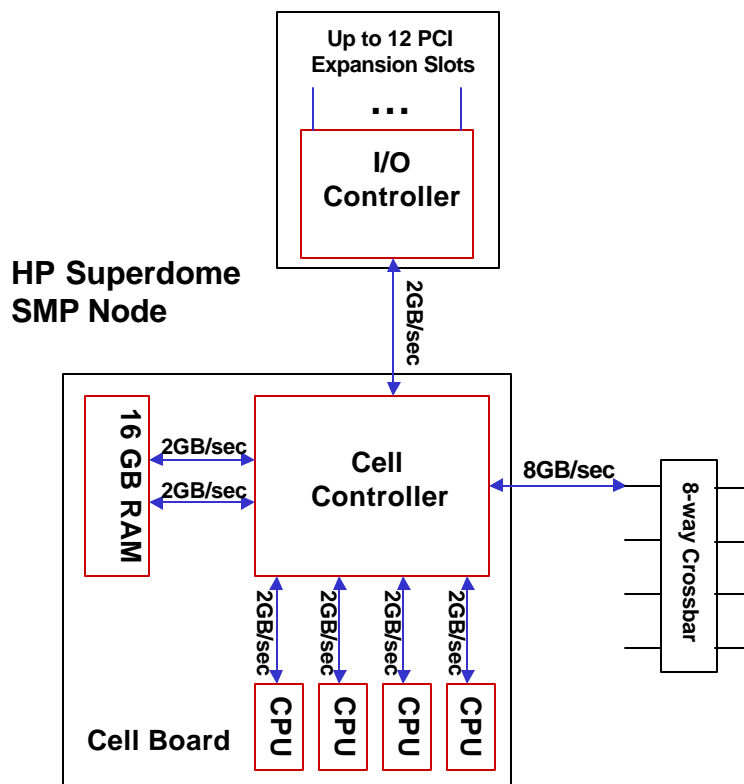 Up to 12 PCI
Expansion Slots
...
I/O
Controller
HP Superdome
SMP Node
2GB/sec
16 GB RAM
2GB/sec
2GB/sec
Cell
Controller
8GB/sec
8-way Crossbar
2GB/sec
2GB/sec
2GB/sec
2GB/sec
CPU
CPU
CPU
CPU
Cell Board